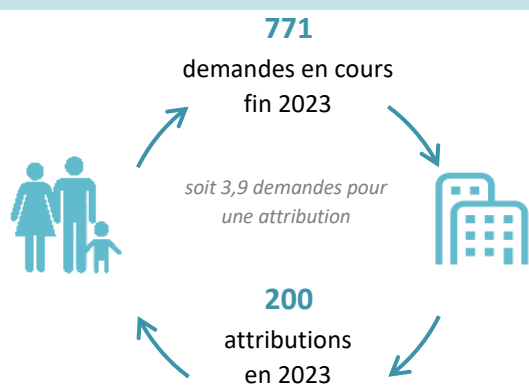 771
demandes en cours
fin 2023
soit 3,9 demandes pour
une attribution
200
attributions
en 2023